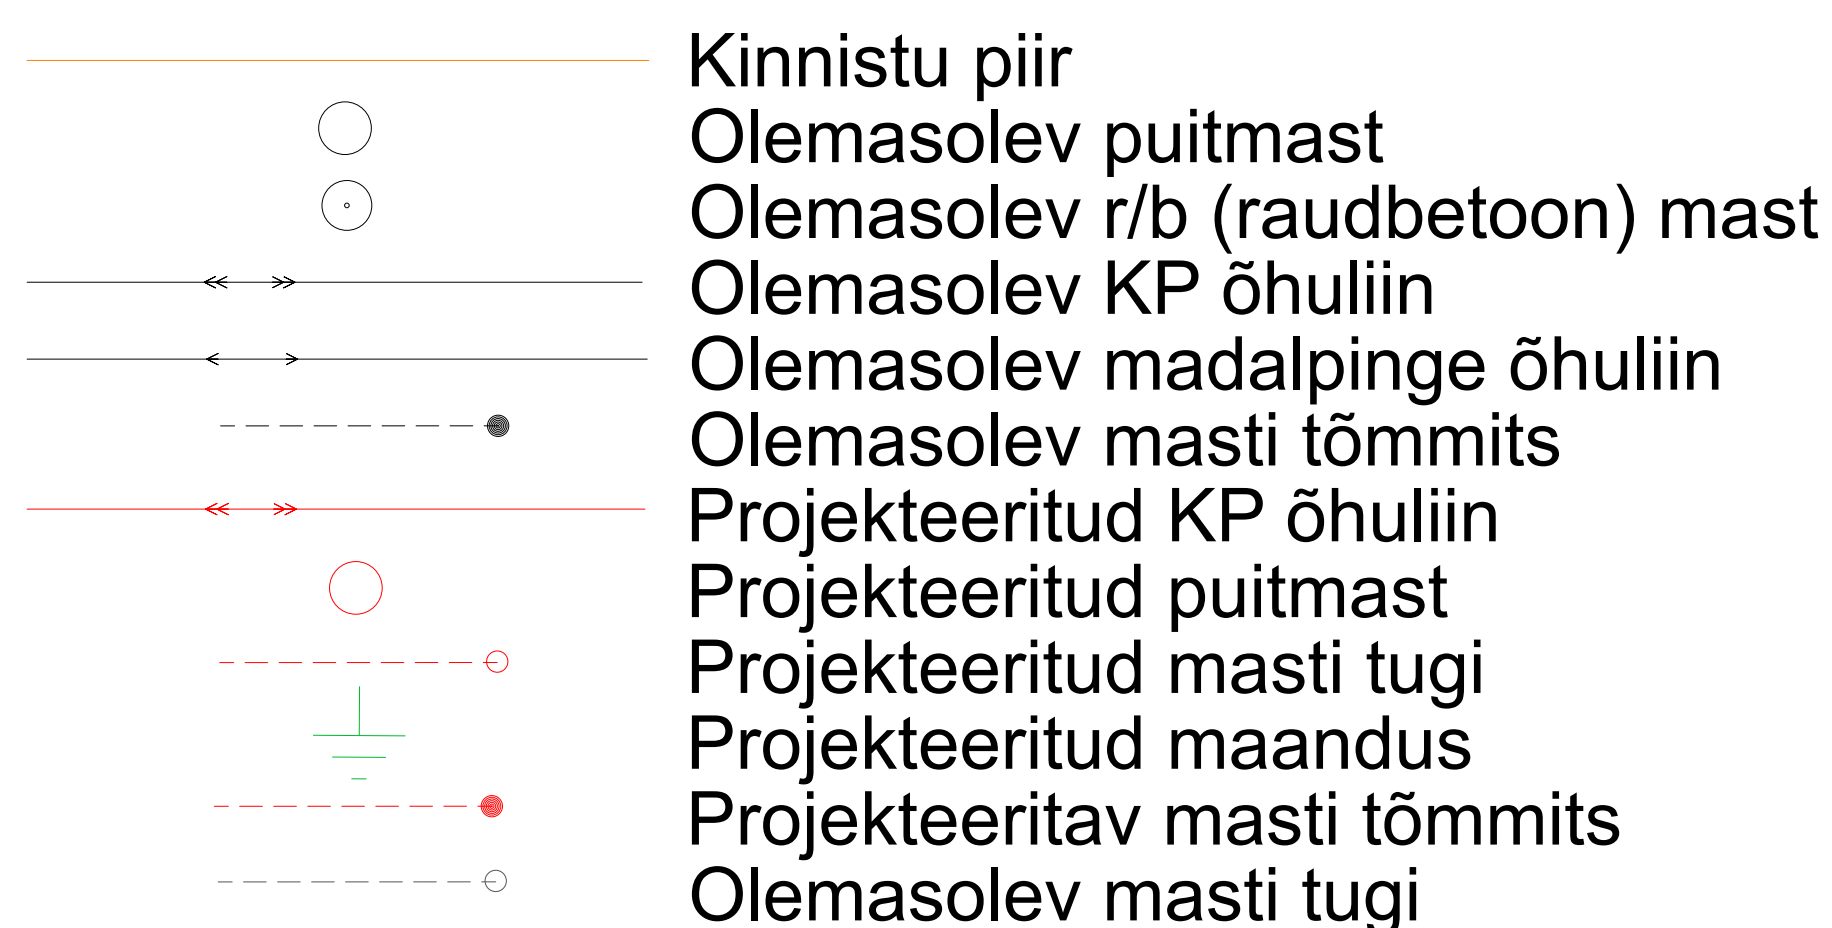 Kinnistu piir
Olemasolev puitmast
Olemasolev r/b (raudbetoon) mast
Olemasolev KP õhuliin
Olemasolev madalpinge õhuliin
Olemasolev masti tõmmits
Projekteeritud KP õhuliin
Projekteeritud puitmast
Projekteeritud masti tugi
Projekteeritud maandus
Projekteeritav masti tõmmits
Olemasolev masti tugi